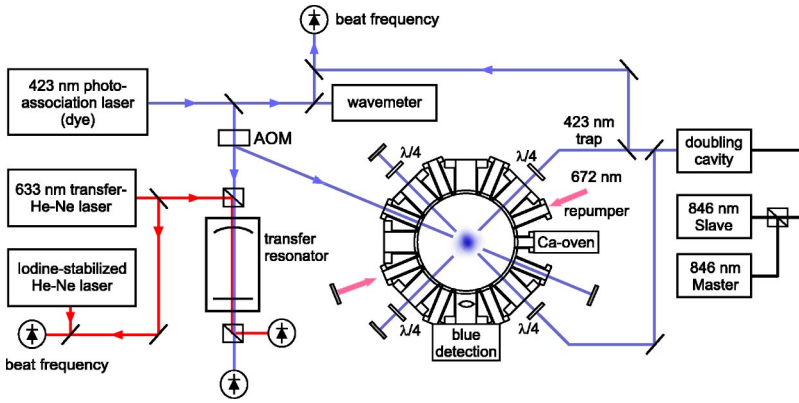 beat frequency
423 nm photo-
association laser
(dye)
wavemeter
AOM
423 nm
trap
λ/4
λ/4
doubling
cavity
672 nm
repumper
633 nm transfer-
He-Ne laser
846 nm
Slave
transfer
resonator
Ca-oven
Iodine-stabilized
He-Ne laser
846 nm
Master
λ/4
λ/4
blue
detection
beat frequency